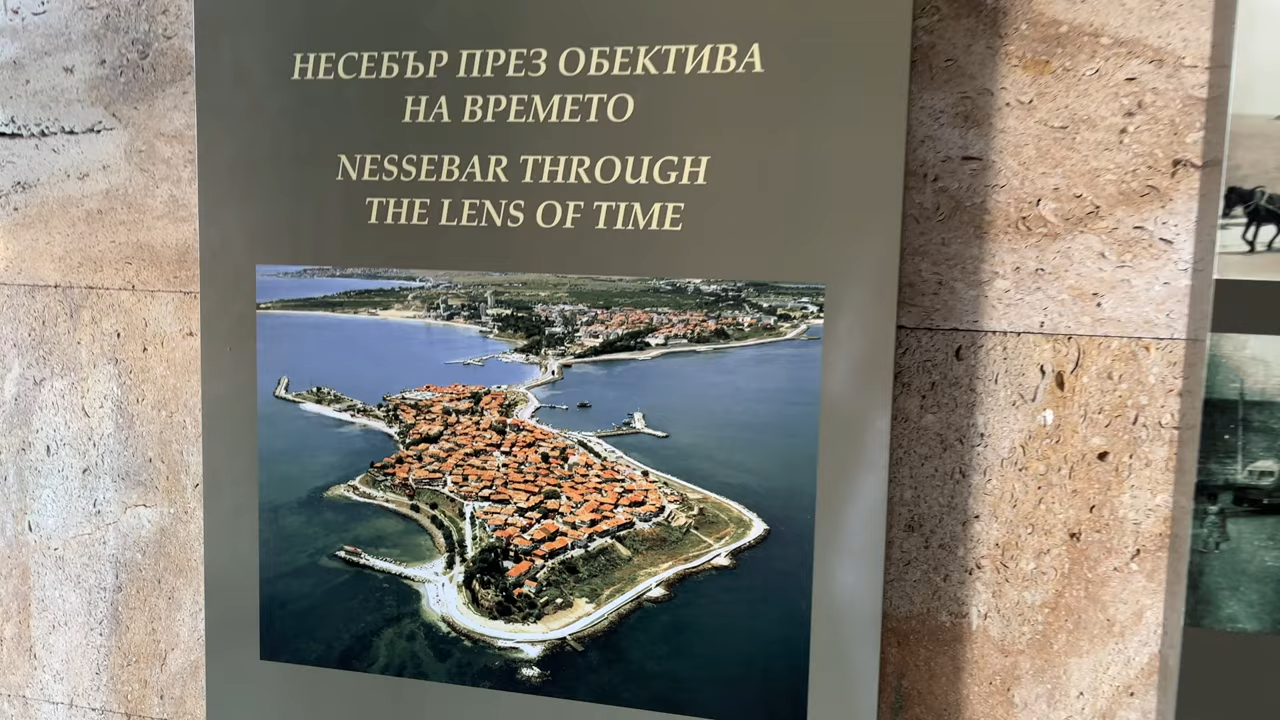 НЕСЕБЪР ПРЕЗ ОБЕКТИВА
НА ВРЕМЕТО
NESSEBAR THROUGH
THE LENS OF TIME